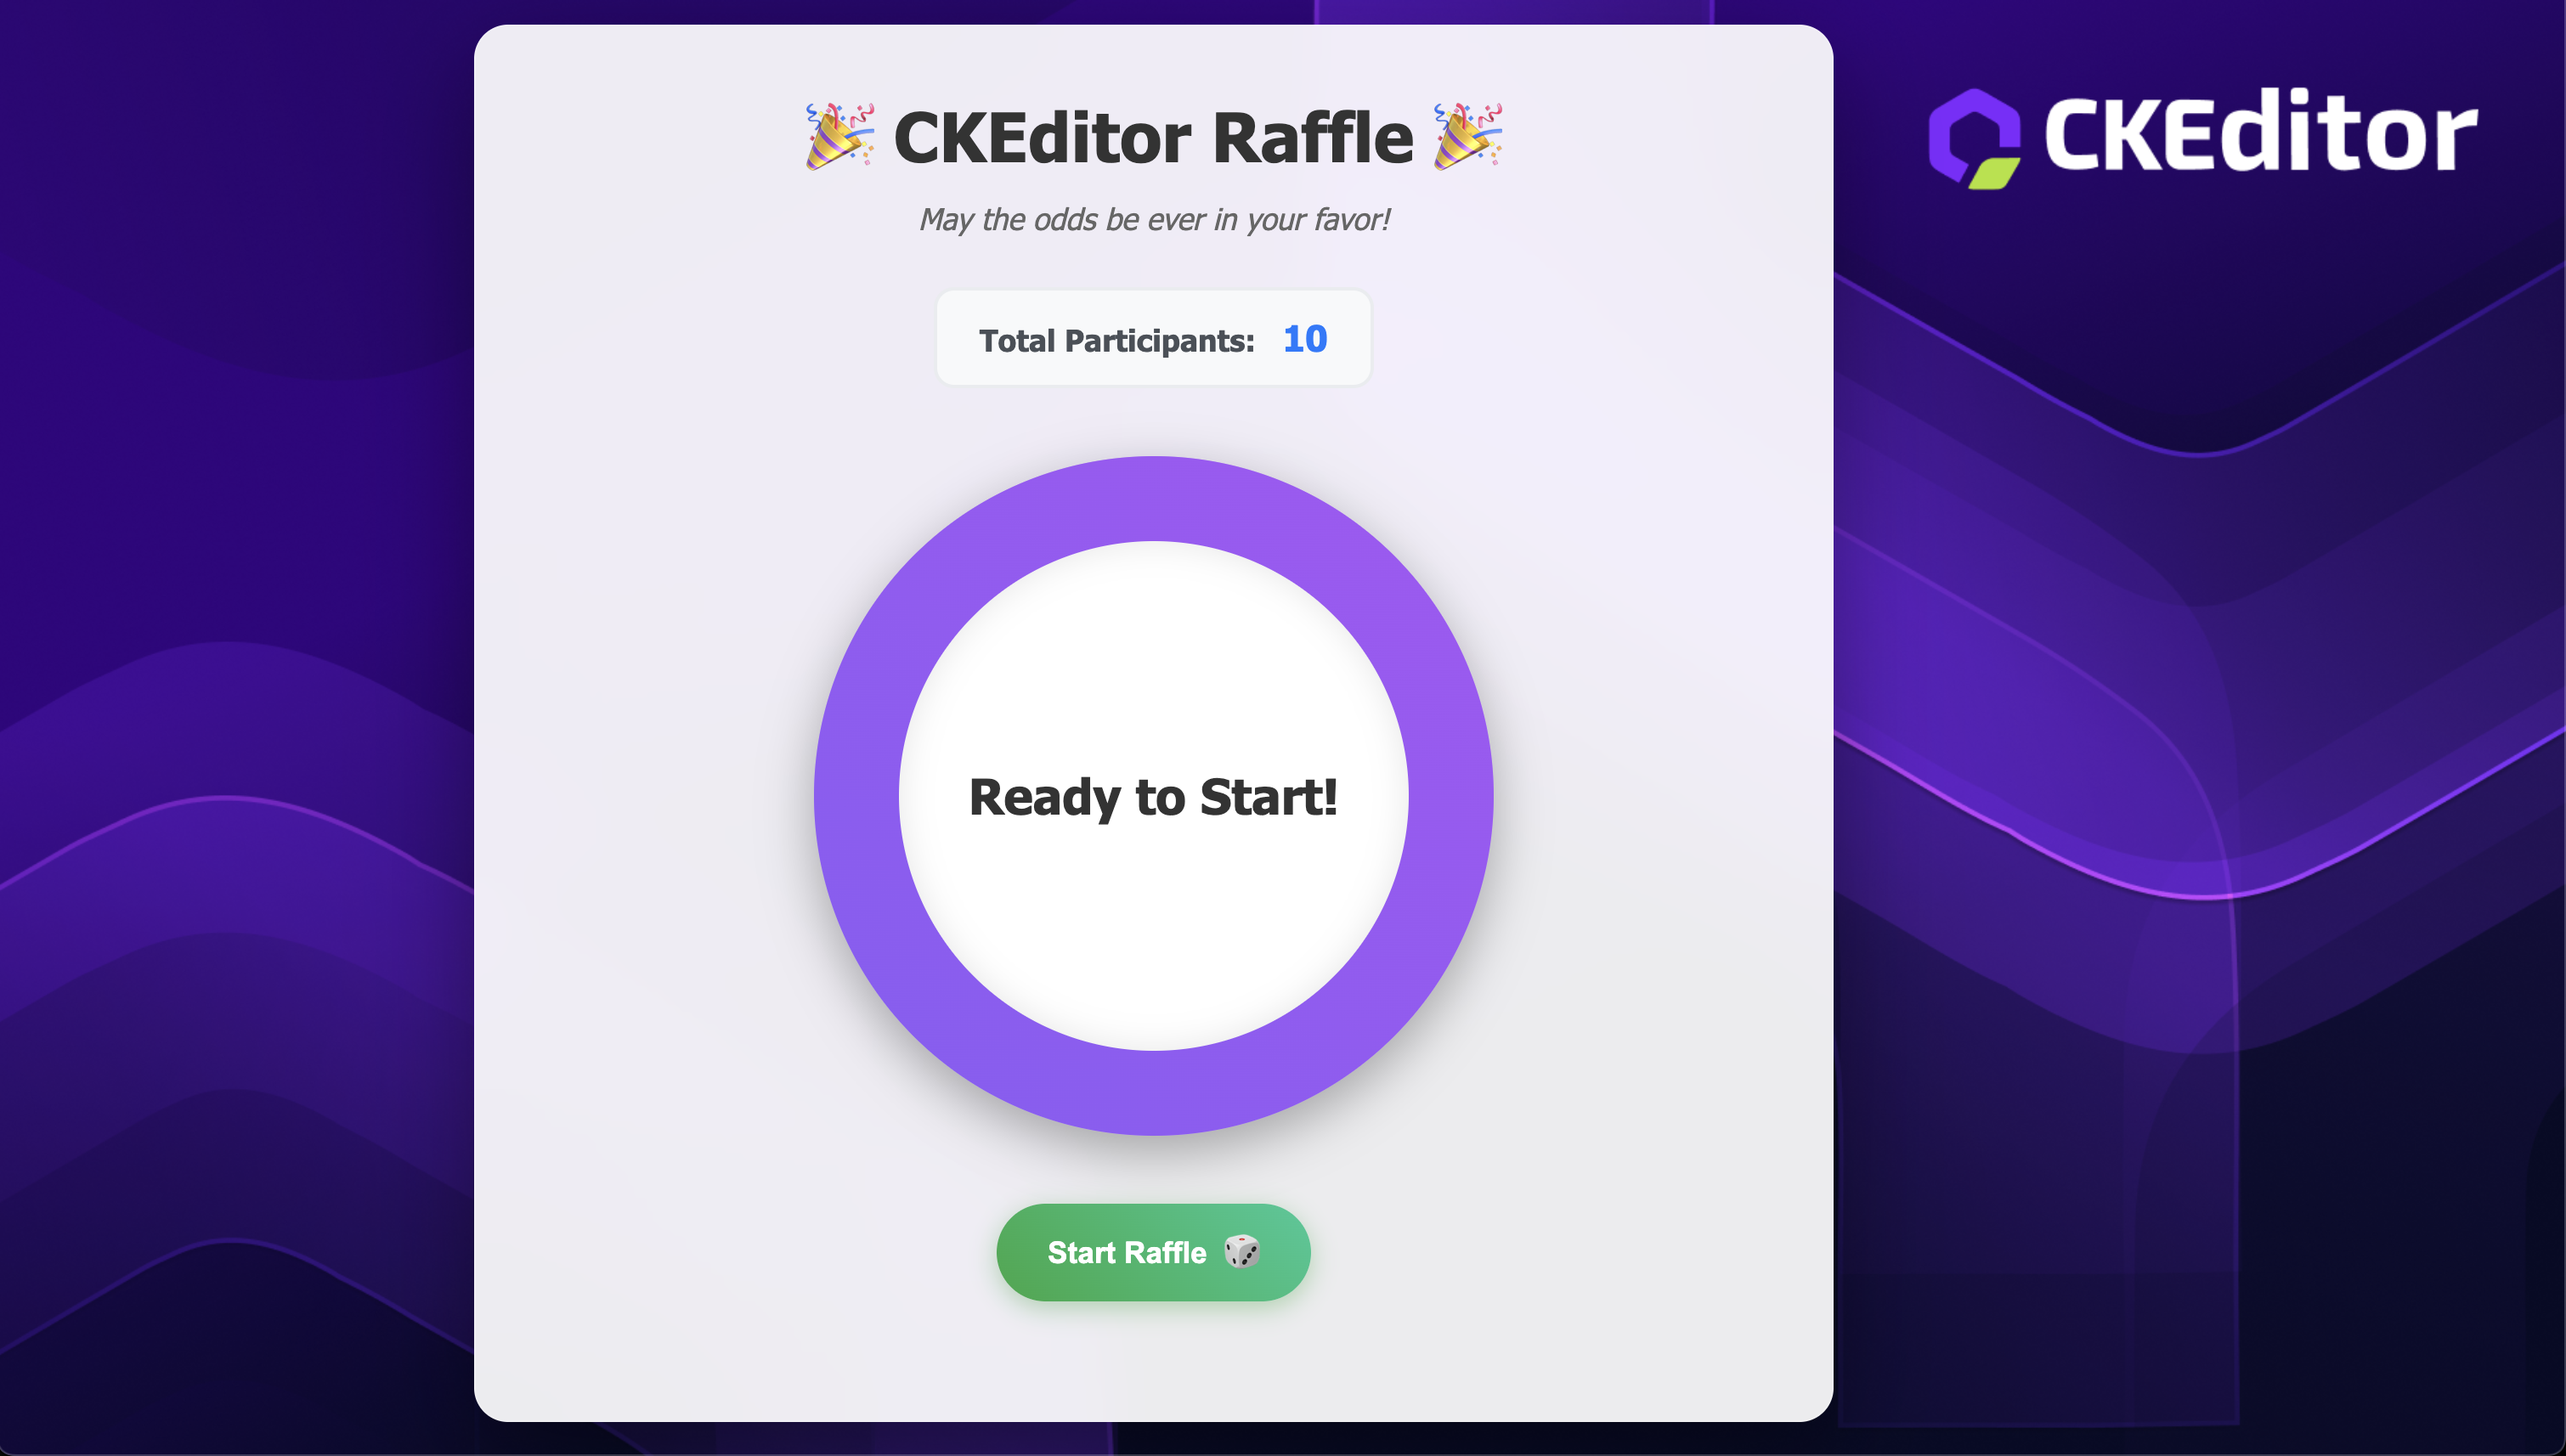 🎉 CKEditor Raffle 🎉
CKEditor
May the odds be ever in your favor!
Total Participants: 10
Ready to Start!
Start Raffle 🎲